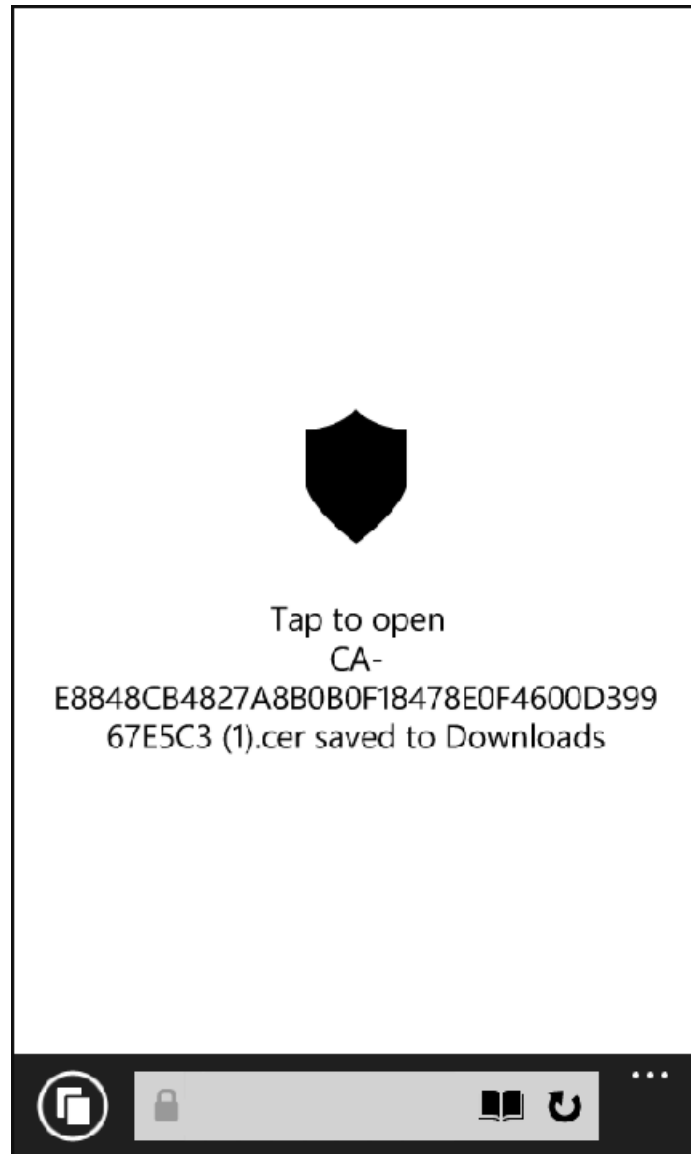 Tap to open
CA-
E8848CB4827A8B0B0F18478E0F4600D399
67E5C3 (1).cer saved to Downloads